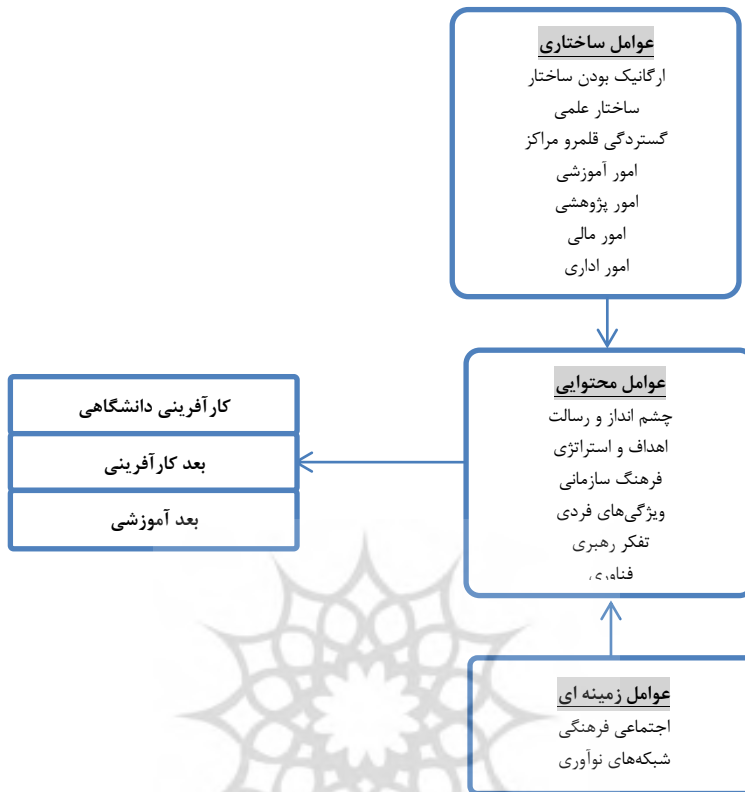 عوامل ساختاری
ارگانیک بودن ساختار
ساختار علمی
گستردگی قلمرو مراکز
امور آموزشی
امور پژوهشی
امور مالی
امور اداری
عوامل محتوایی
چشم انداز و رسالت
اهداف و استراتژی
فرهنگ سازمانی
ویژگی‌های فردی
تفکر رهبری
فناوری
کارآفرینی دانشگاهی
بعد کارآفرینی
بعد آموزشی
عوامل زمینه ای
اجتماعی فرهنگی
شبکه‌های نوآوری